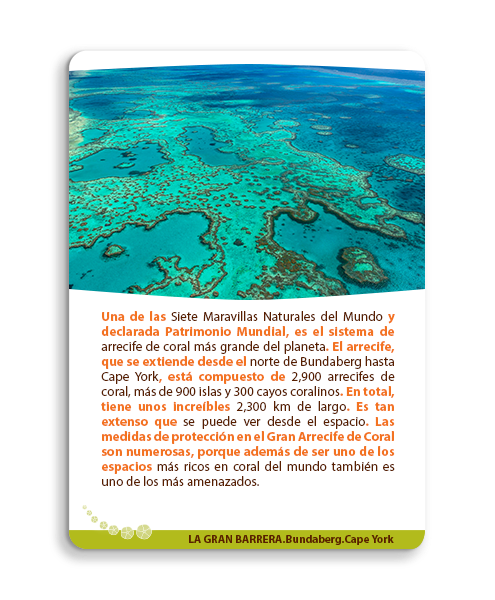 Una de las Siete Maravillas Naturales del Mundo y
declarada Patrimonio Mundial, es el sistema de
arrecife de coral más grande del planeta. El arrecife,
que se extiende desde el norte de Bundaberg hasta
Cape York, está compuesto de 2,900 arrecifes de
coral, más de 900 islas y 300 cayos coralinos. En total,
tiene unos increíbles 2,300 km de largo. Es tan
extenso que se puede ver desde el espacio. Las
medidas de protección en el Gran Arrecife de Coral
son numerosas, porque además de ser uno de los
espacios más ricos en coral del mundo también es
uno de los más amenazados.
LA GRAN BARRERA.Bundaberg.Cape York